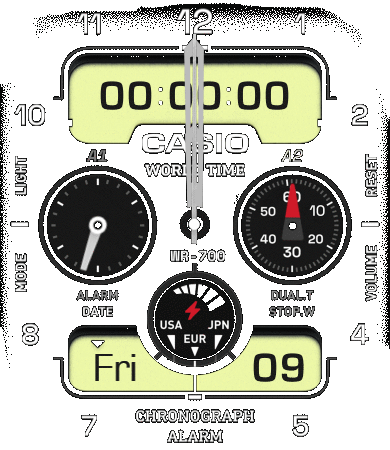 11 12 1
00:00:00
10 2
CASIO
WORLD TIME
A1 A2
LIGHT RESET
60
50 10
40 20
30
MODE VOLUME
WR-700
ALARM DUAL.T
DATE STOP.W
USA JPN
EUR
8 4
Fri 09
7 5
CHRONOGRAPH
ALARM